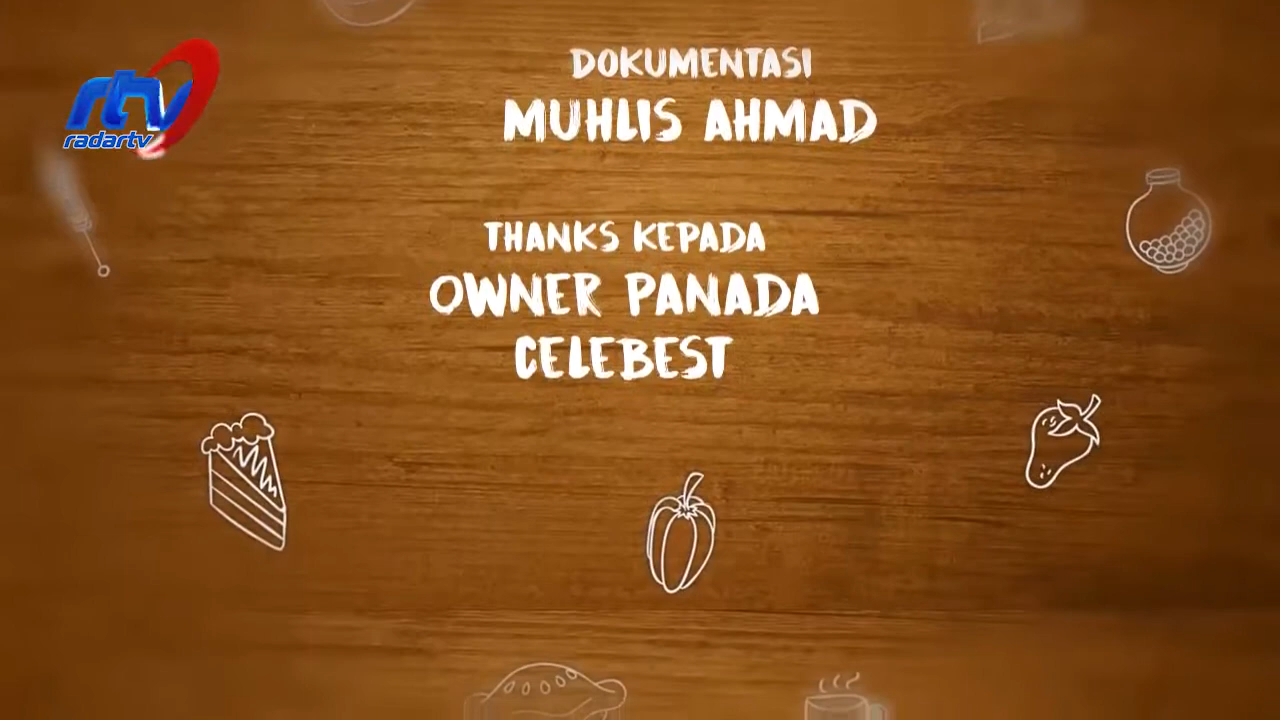 rtv
radartv
DOKUMENTASI
MUHLIS AHMAD
THANKS KEPADA
OWNER PANADA
CELEBEST